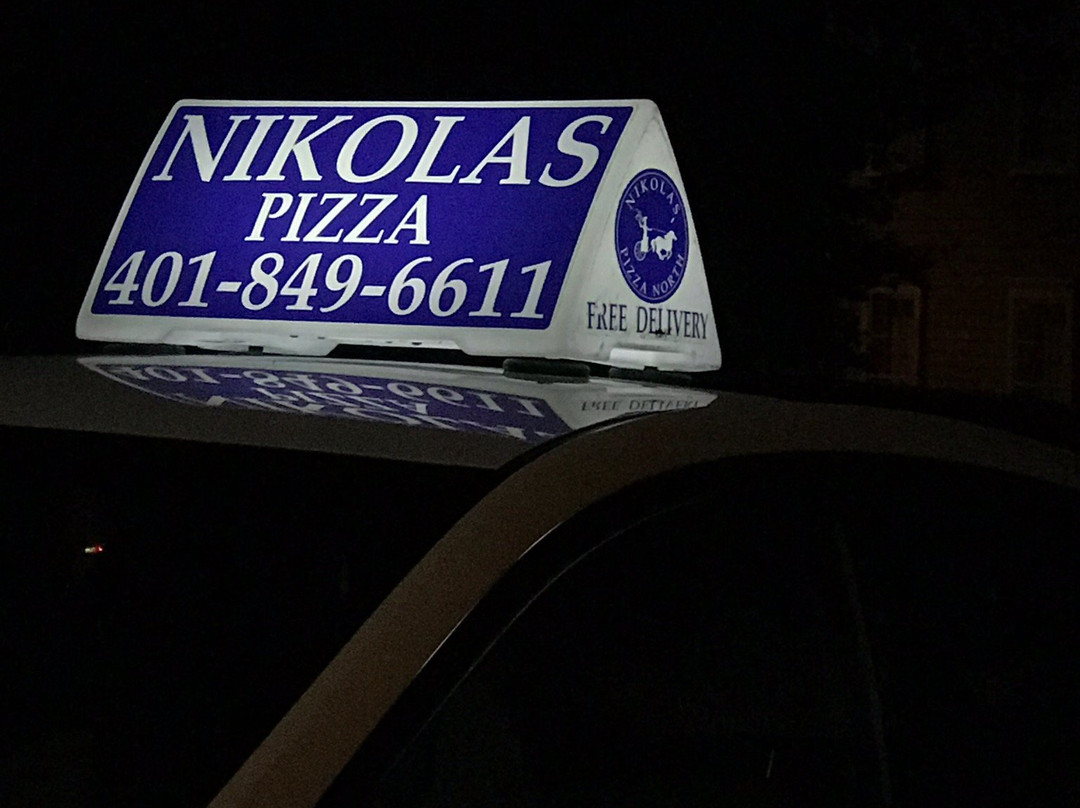 NIKOLAS
PIZZA
401-849-6611
NIKOLAS
PIZZA NORTH
FREE DELIVERY